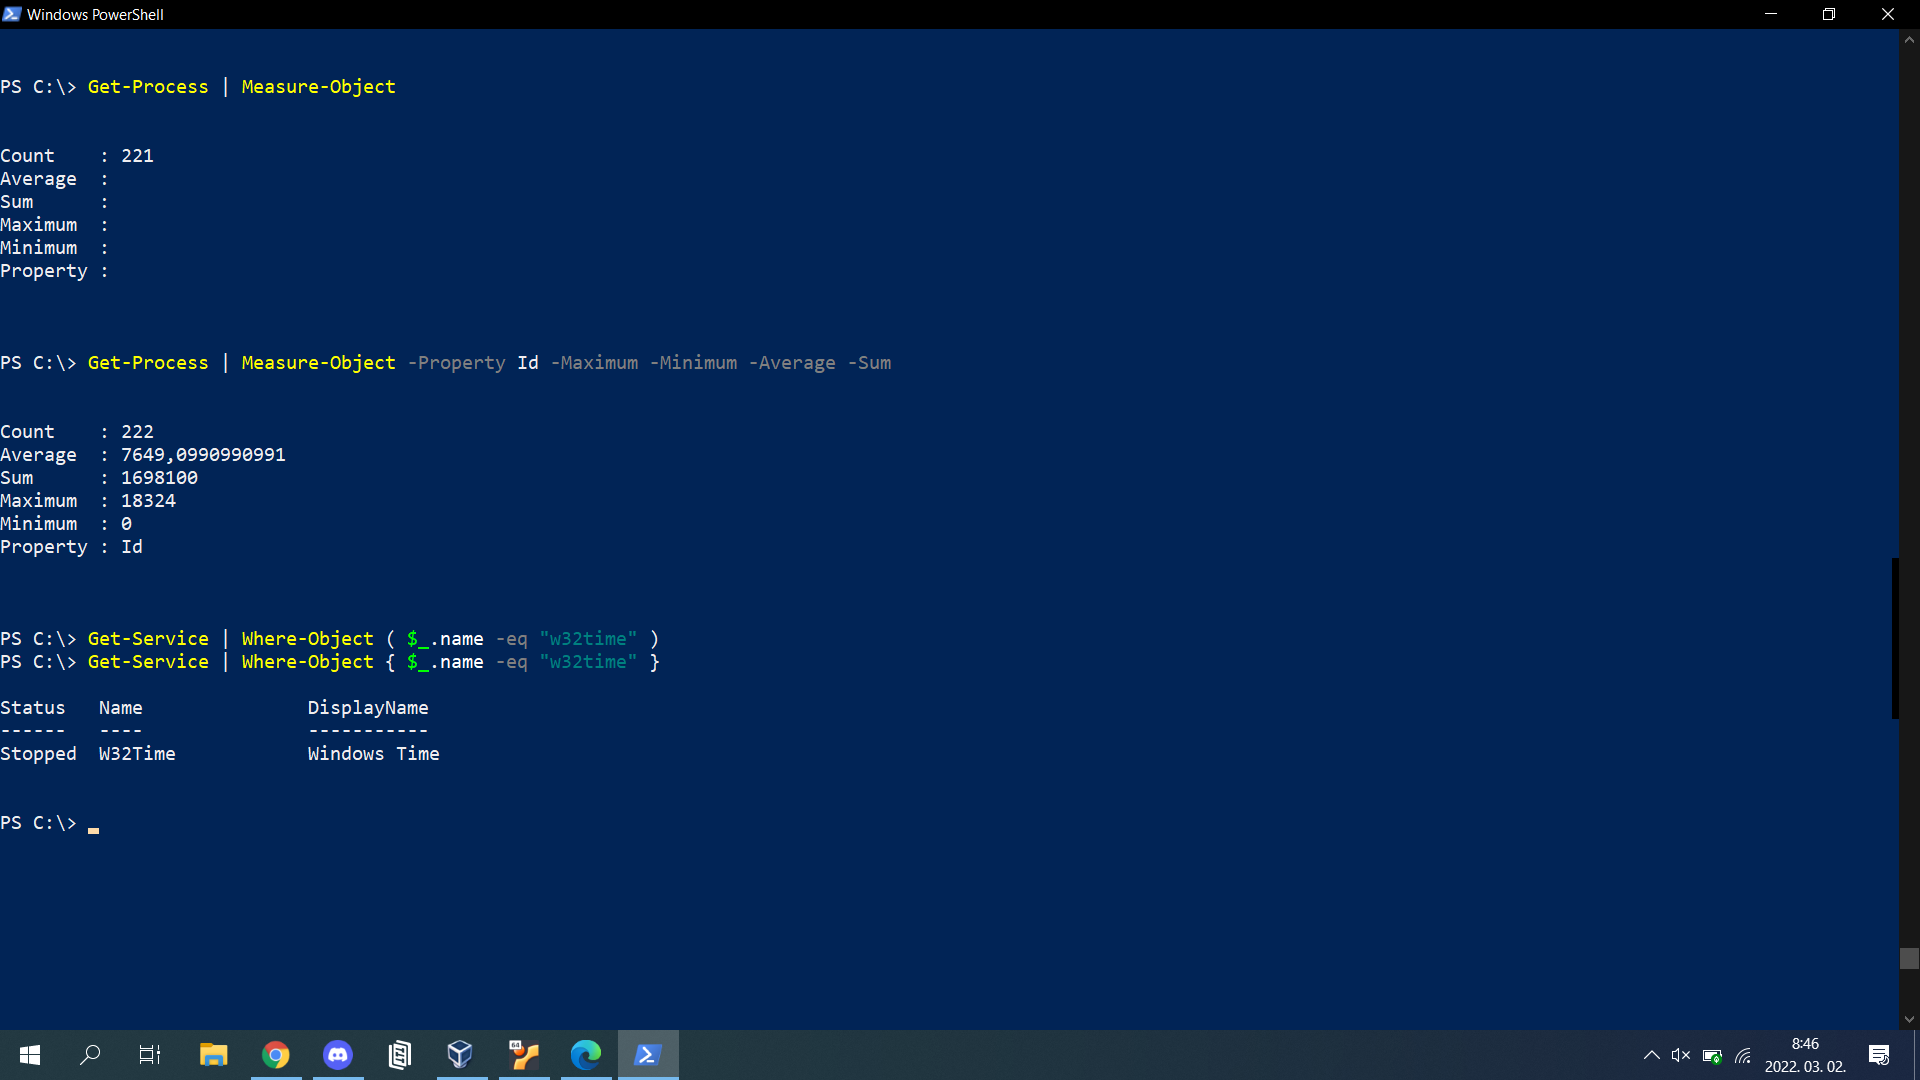 Windows PowerShell
PS C:\> Get-Process | Measure-Object
Count    : 221
Average  :
Sum      :
Maximum  :
Minimum  :
Property :
PS C:\> Get-Process | Measure-Object -Property Id -Maximum -Minimum -Average -Sum
Count    : 222
Average  : 7649,0990990991
Sum      : 1698100
Maximum  : 18324
Minimum  : 0
Property : Id
PS C:\> Get-Service | Where-Object ( $_.name -eq "w32time" )
PS C:\> Get-Service | Where-Object { $_.name -eq "w32time" }
Status   Name               DisplayName
------   ----               -----------
Stopped  W32Time            Windows Time
PS C:\>
64
8:46
2022. 03. 02.